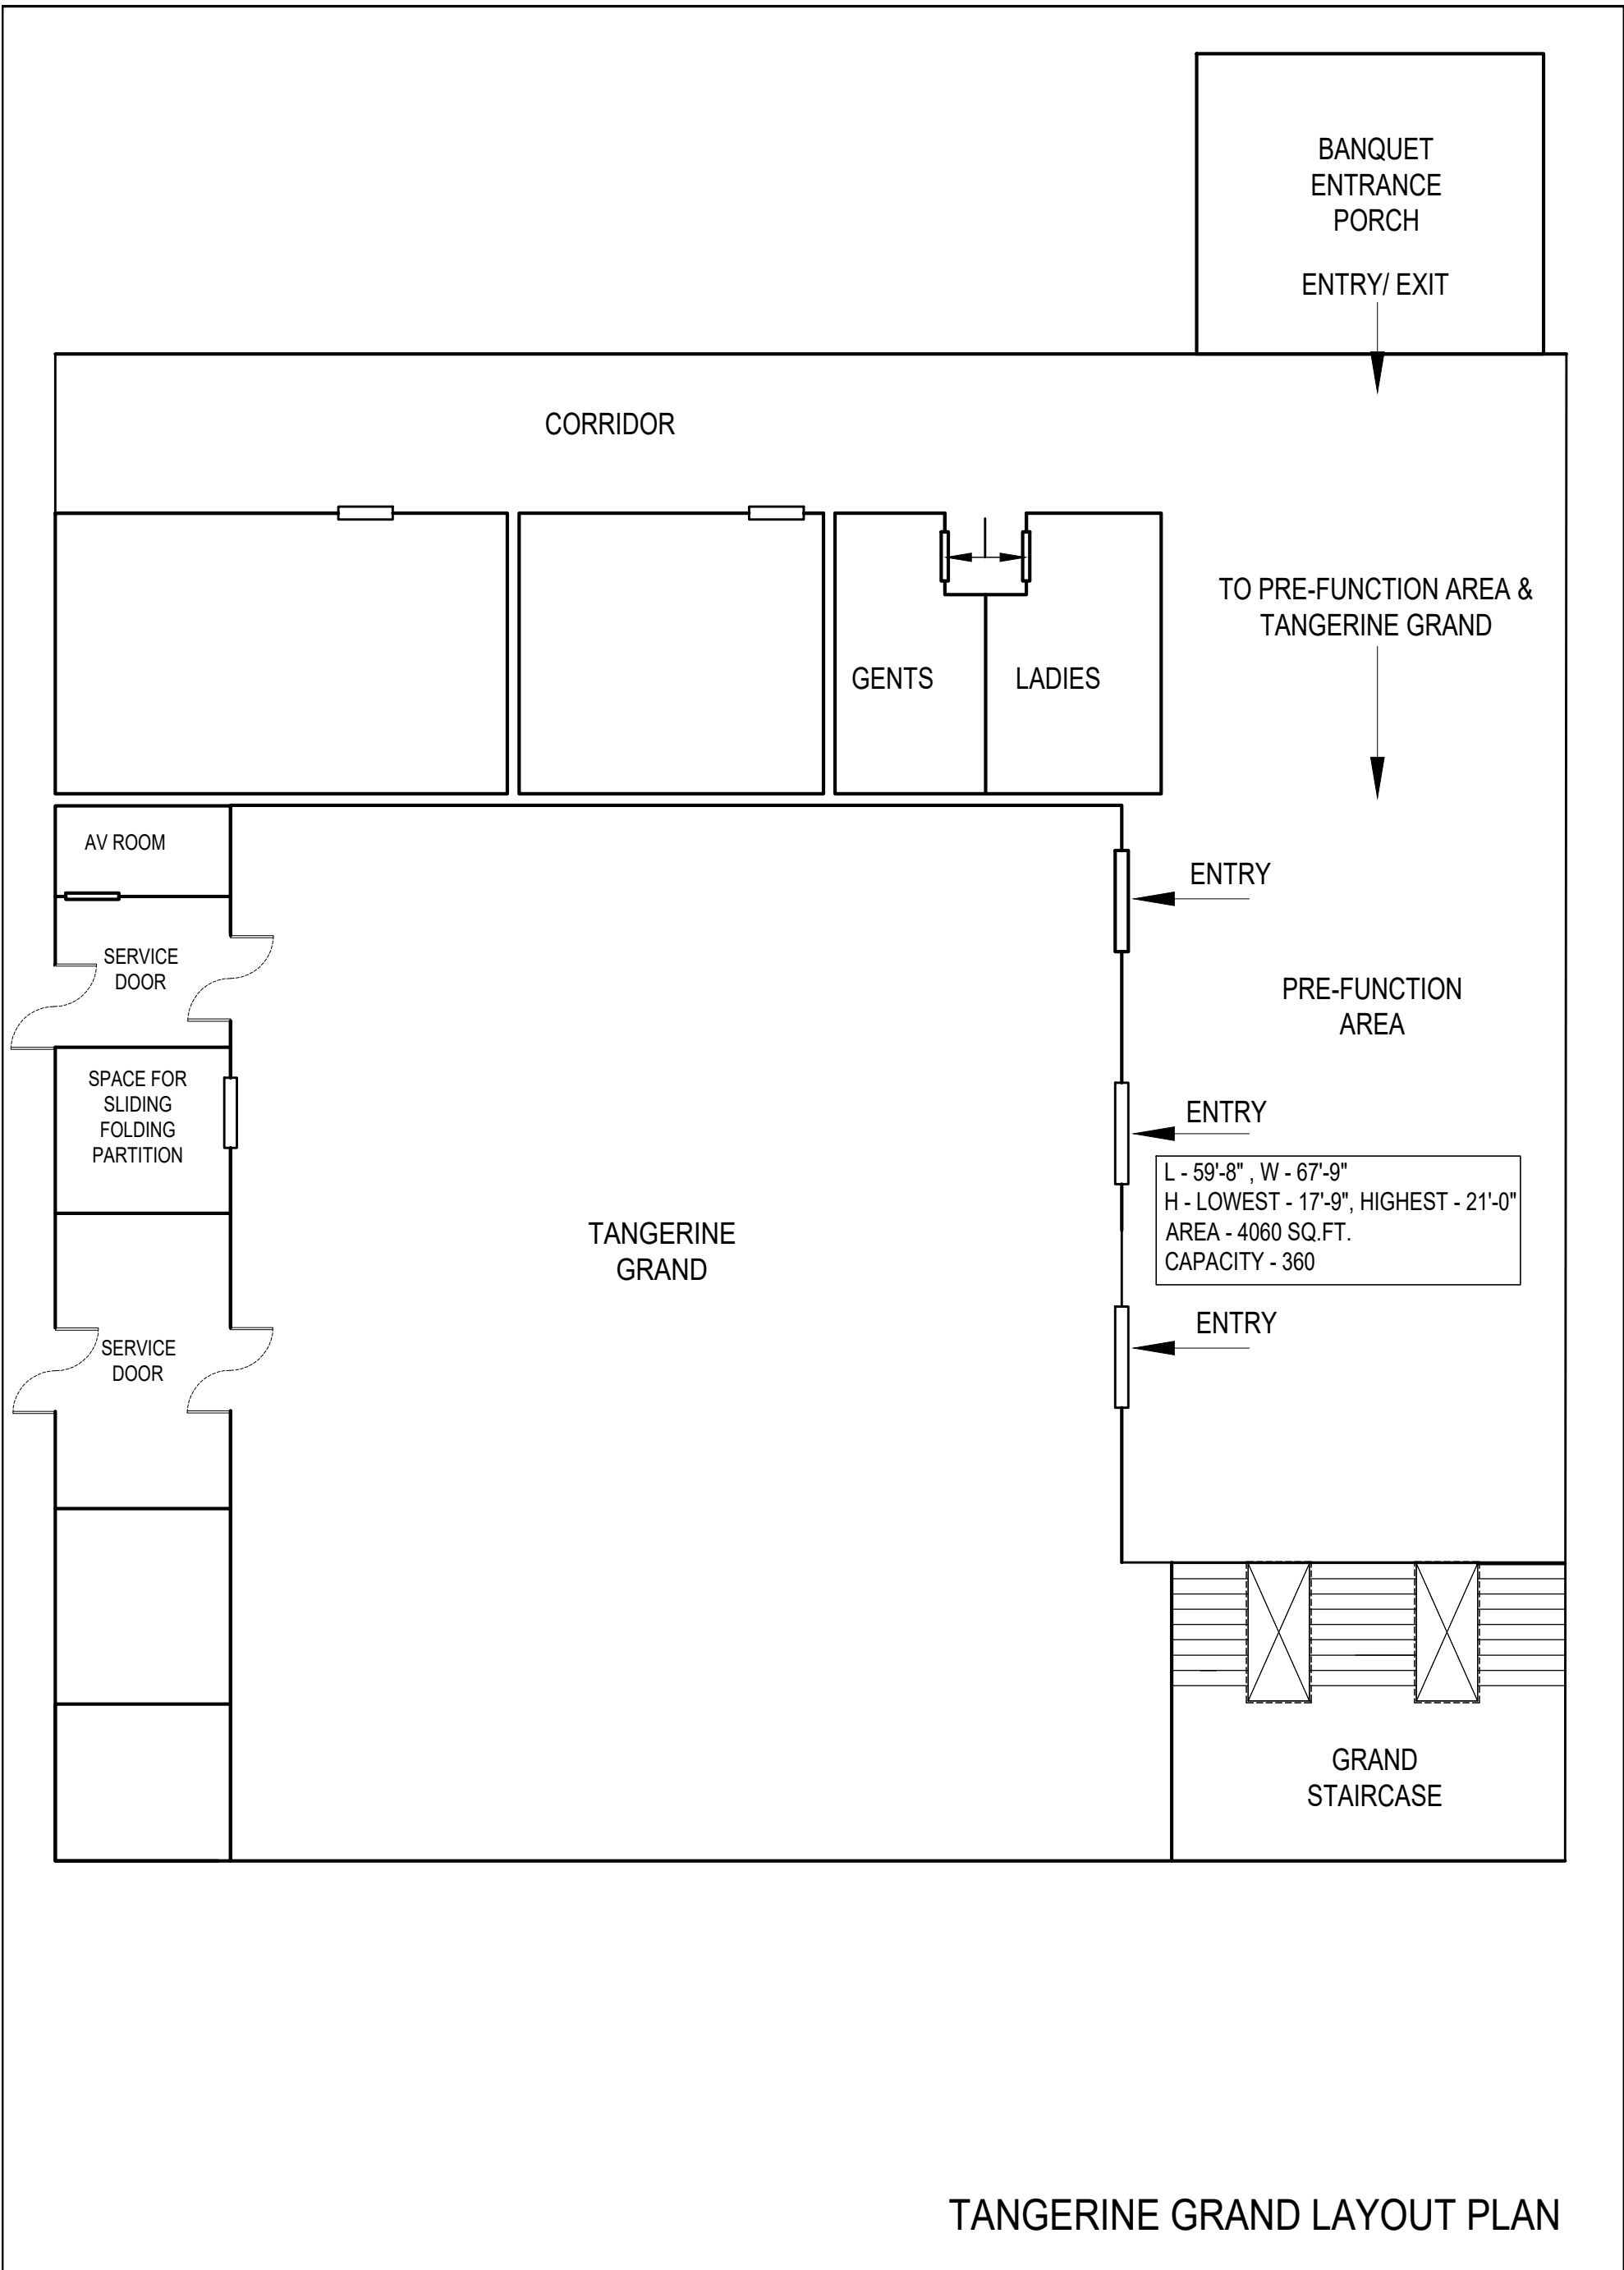 BANQUET
ENTRANCE
PORCH
ENTRY/ EXIT
CORRIDOR
TO PRE-FUNCTION AREA &
TANGERINE GRAND
GENTS
LADIES
AV ROOM
ENTRY
SERVICE
DOOR
PRE-FUNCTION
AREA
SPACE FOR
SLIDING
FOLDING
PARTITION
ENTRY
L - 59'-8" , W - 67'-9"
H - LOWEST - 17'-9", HIGHEST - 21'-0"
AREA - 4060 SQ.FT.
CAPACITY - 360
TANGERINE
GRAND
ENTRY
SERVICE
DOOR
GRAND
STAIRCASE
TANGERINE GRAND LAYOUT PLAN